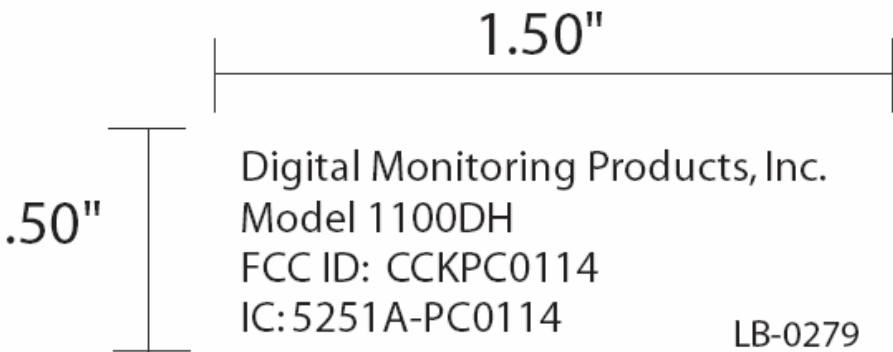 1.50"
Digital Monitoring Products, Inc.
.50"
Model 1100DH
FCC ID: CCKPC0114
IC: 5251A-PC0114
LB-0279